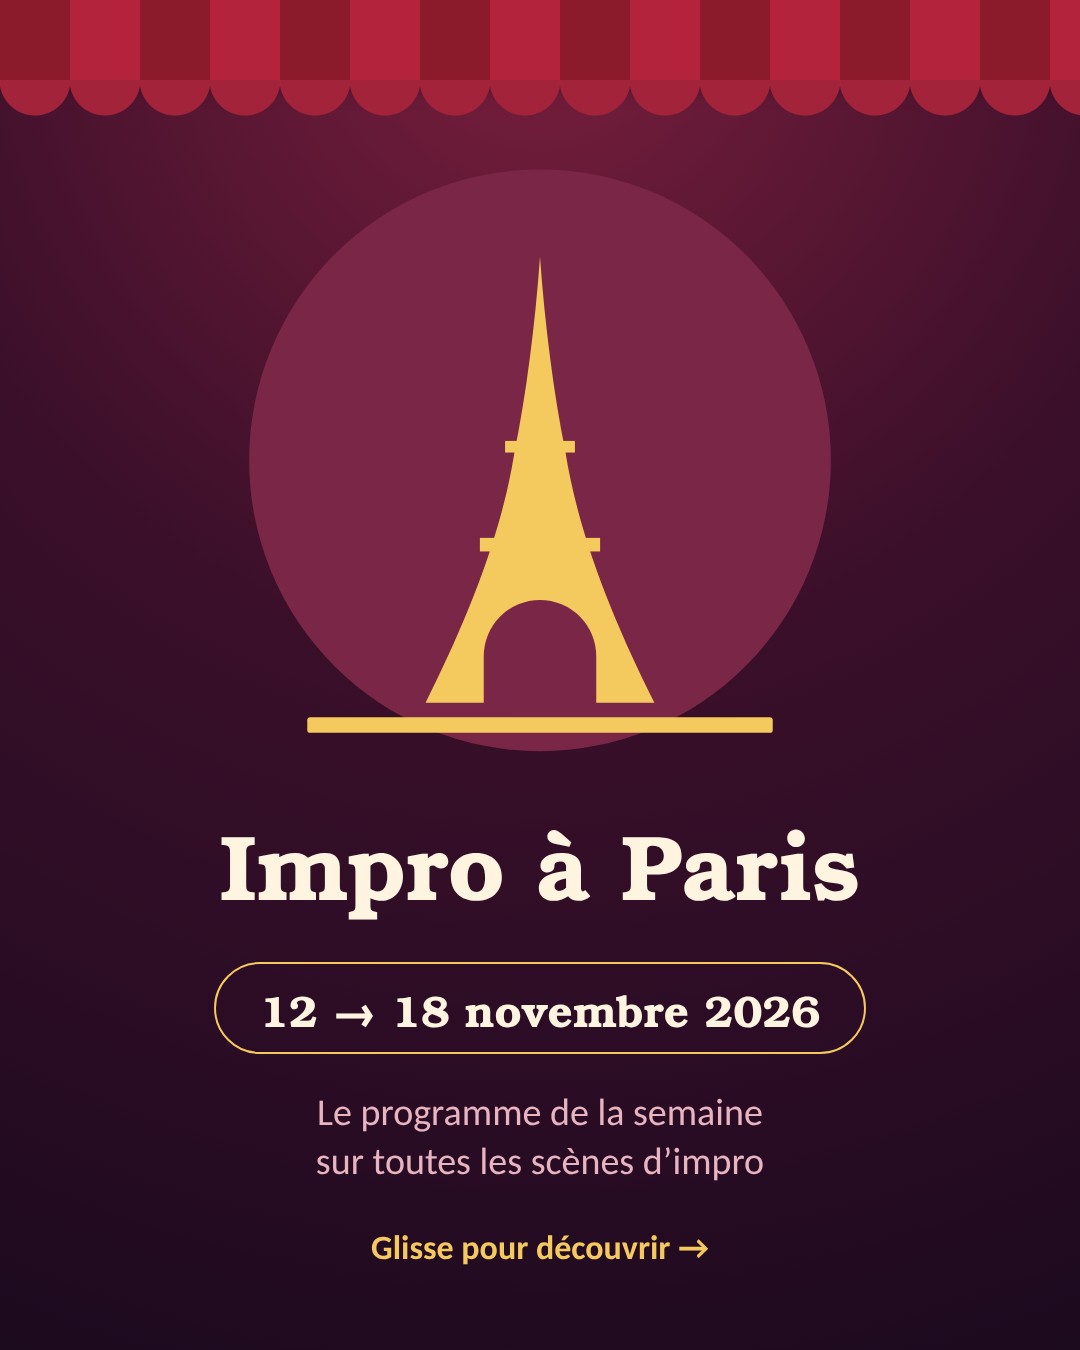 Impro à Paris
12 → 18 novembre 2026
Le programme de la semaine
sur toutes les scènes d’impro
Glisse pour découvrir →